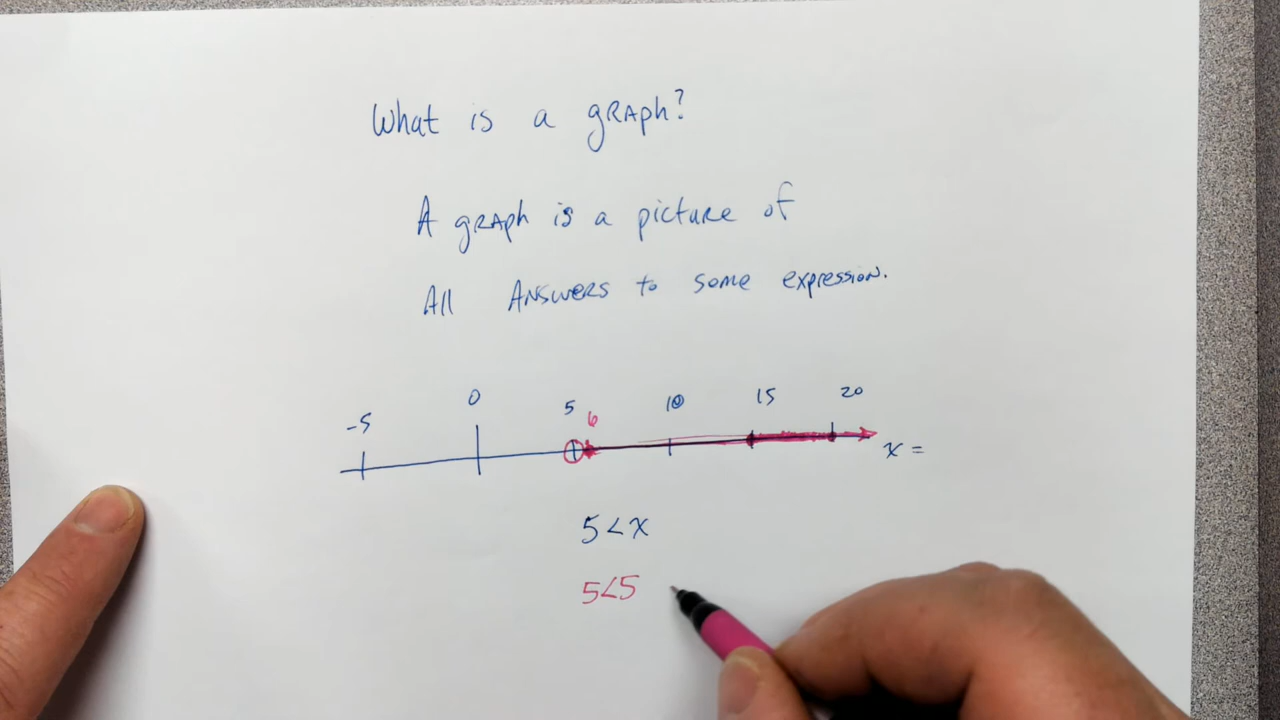 What is a gRAph?
A gRAph is a pictuRE of
All ANSWERS to some expression.
-5 0 5 6 10 15 20
x =
5<x
5<5